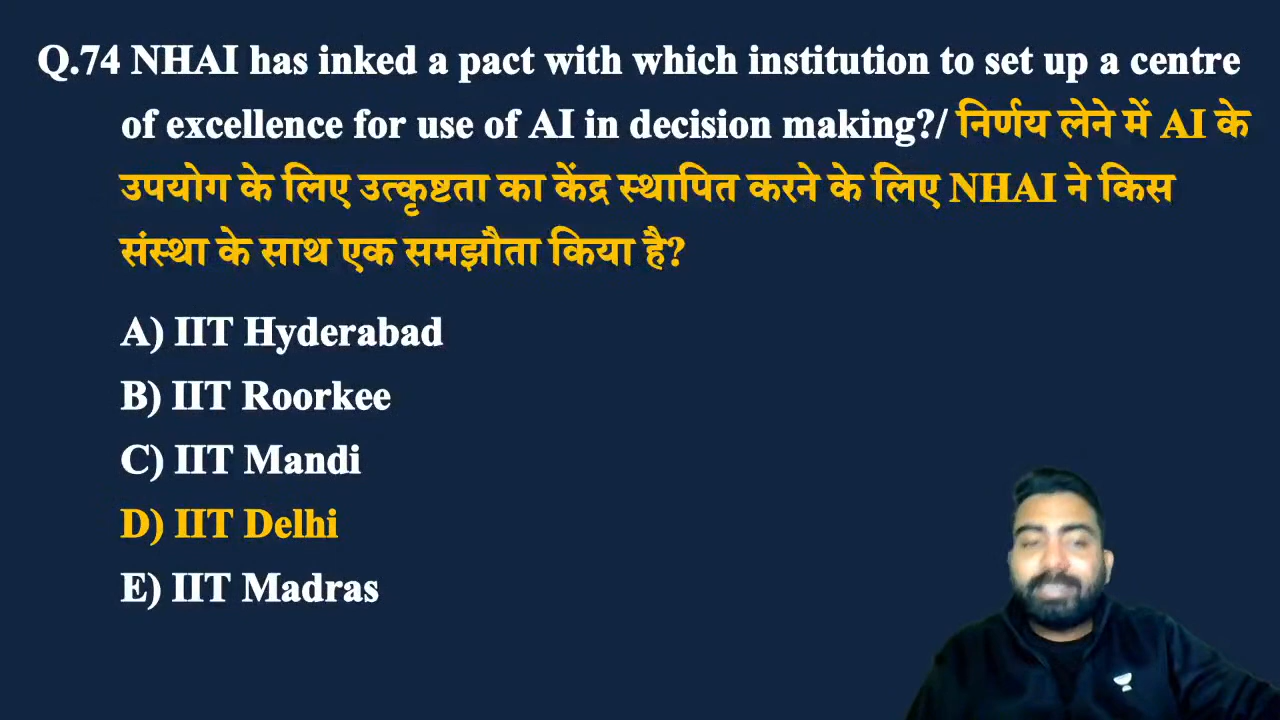 Q.74 NHAI has inked a pact with which institution to set up a centre
of excellence for use of AI in decision making?/ निर्णय लेने में AI के
उपयोग के लिए उत्कृष्टता का केंद्र स्थापित करने के लिए NHAI ने किस
संस्था के साथ एक समझौता किया है?
A) IIT Hyderabad
B) IIT Roorkee
C) IIT Mandi
D) IIT Delhi
E) IIT Madras